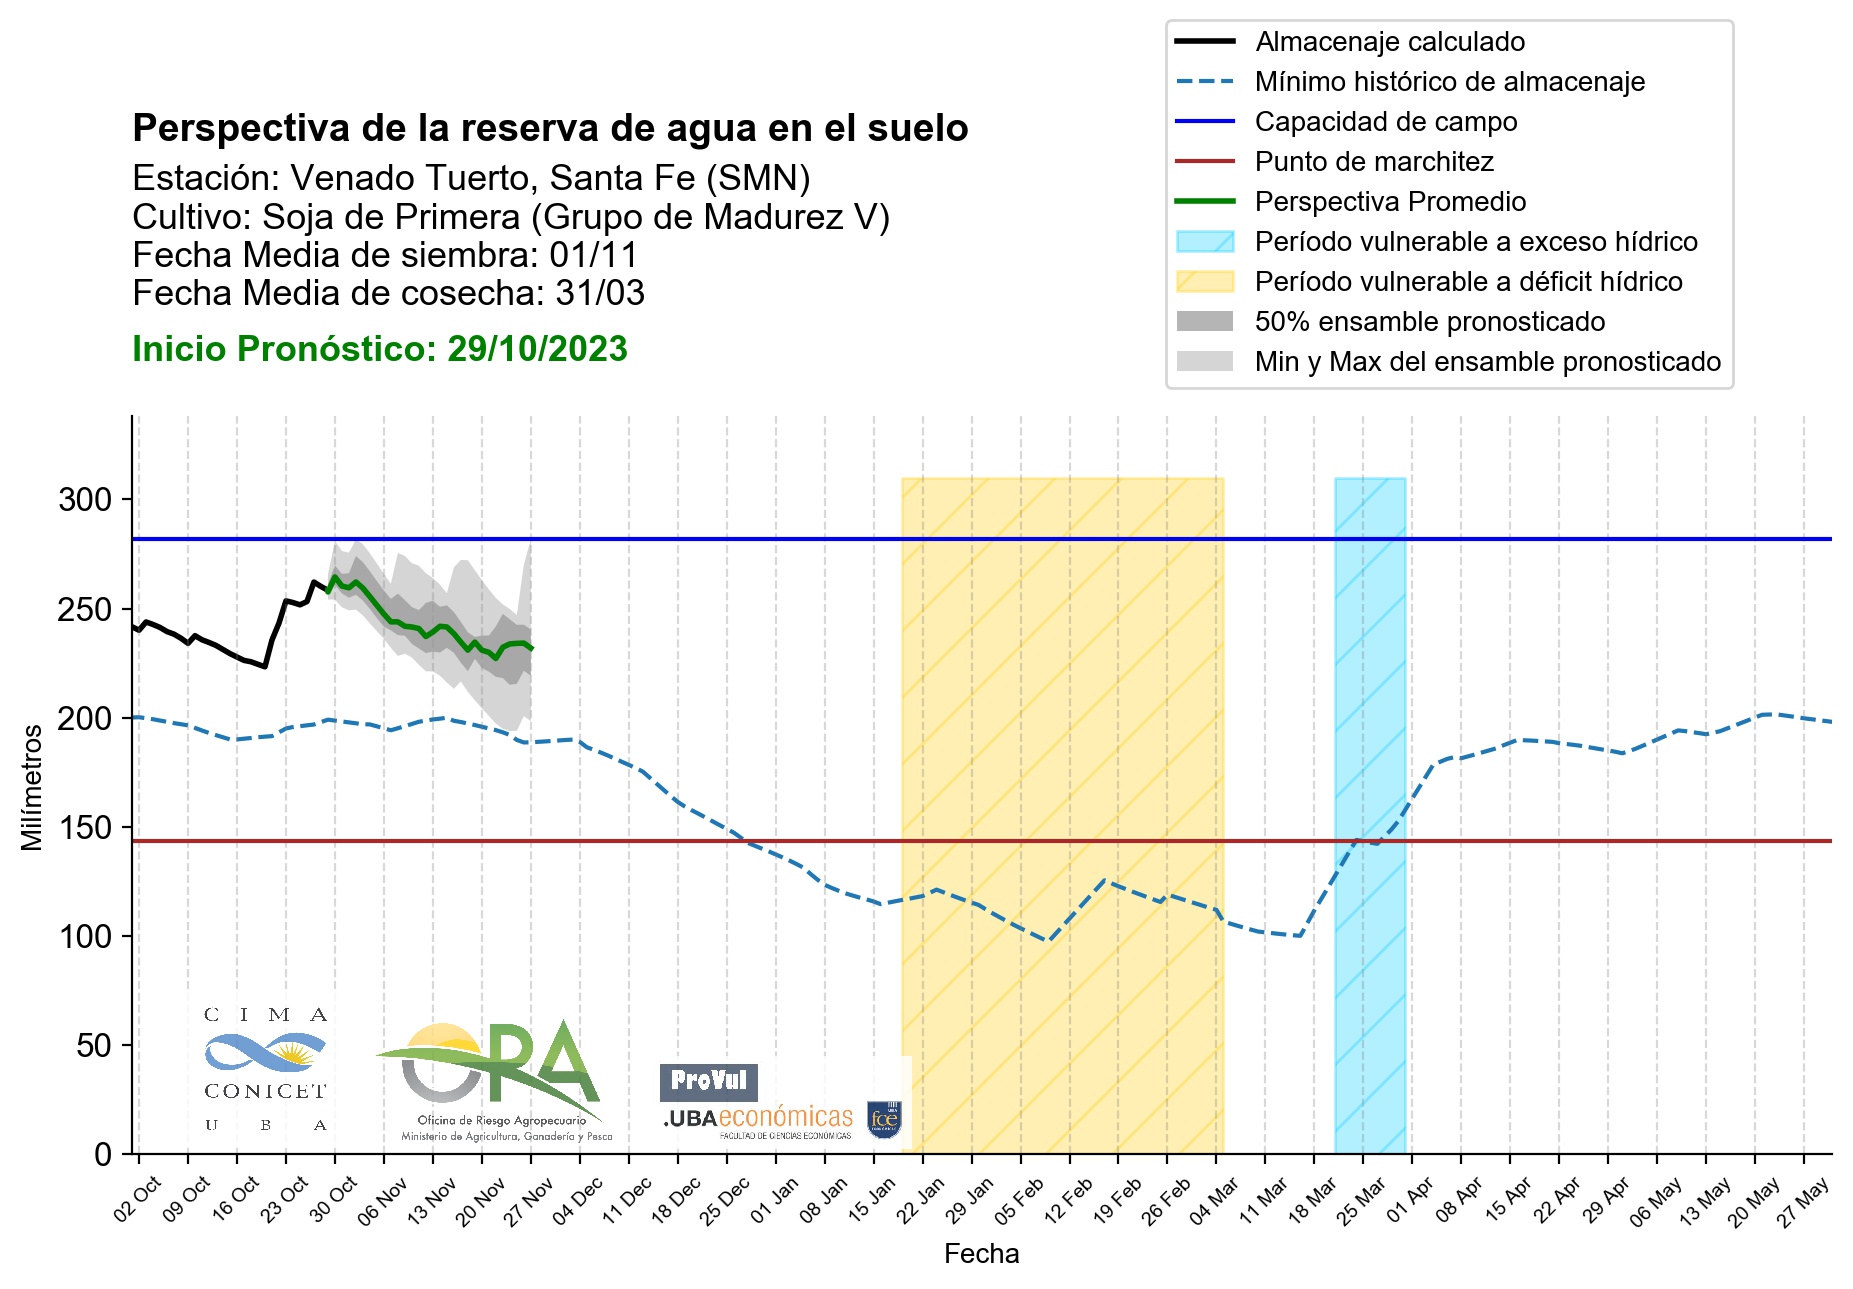 Almacenaje calculado
Mínimo histórico de almacenaje
Capacidad de campo
Punto de marchitez
Perspectiva Promedio
Período vulnerable a exceso hídrico
Período vulnerable a déficit hídrico
50% ensamble pronosticado
Min y Max del ensamble pronosticado
Perspectiva de la reserva de agua en el suelo
Estación: Venado Tuerto, Santa Fe (SMN)
Cultivo: Soja de Primera (Grupo de Madurez V)
Fecha Media de siembra: 01/11
Fecha Media de cosecha: 31/03
Inicio Pronóstico: 29/10/2023
Milímetros
300
250
200
150
100
50
0
CIMA
CONICET
UBA
ORA
Oficina de Riesgo Agropecuario
Ministerio de Agricultura, Ganadería y Pesca
ProVul
.UBAeconómicas
FACULTAD DE CIENCIAS ECONÓMICAS
UBA
fce
02 Oct
09 Oct
16 Oct
23 Oct
30 Oct
06 Nov
13 Nov
20 Nov
27 Nov
04 Dec
11 Dec
18 Dec
25 Dec
01 Jan
08 Jan
15 Jan
22 Jan
29 Jan
05 Feb
12 Feb
19 Feb
26 Feb
04 Mar
11 Mar
18 Mar
25 Mar
01 Apr
08 Apr
15 Apr
22 Apr
29 Apr
06 May
13 May
20 May
27 May
Fecha